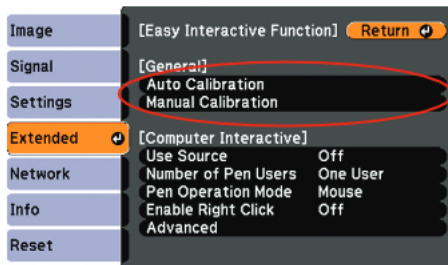 Image
Signal
Settings
Extended
Network
Info
Reset
[Easy Interactive Function] Return
[General]
Auto Calibration
Manual Calibration
[Computer Interactive]
Use Source Off
Number of Pen Users One User
Pen Operation Mode Mouse
Enable Right Click Off
Advanced